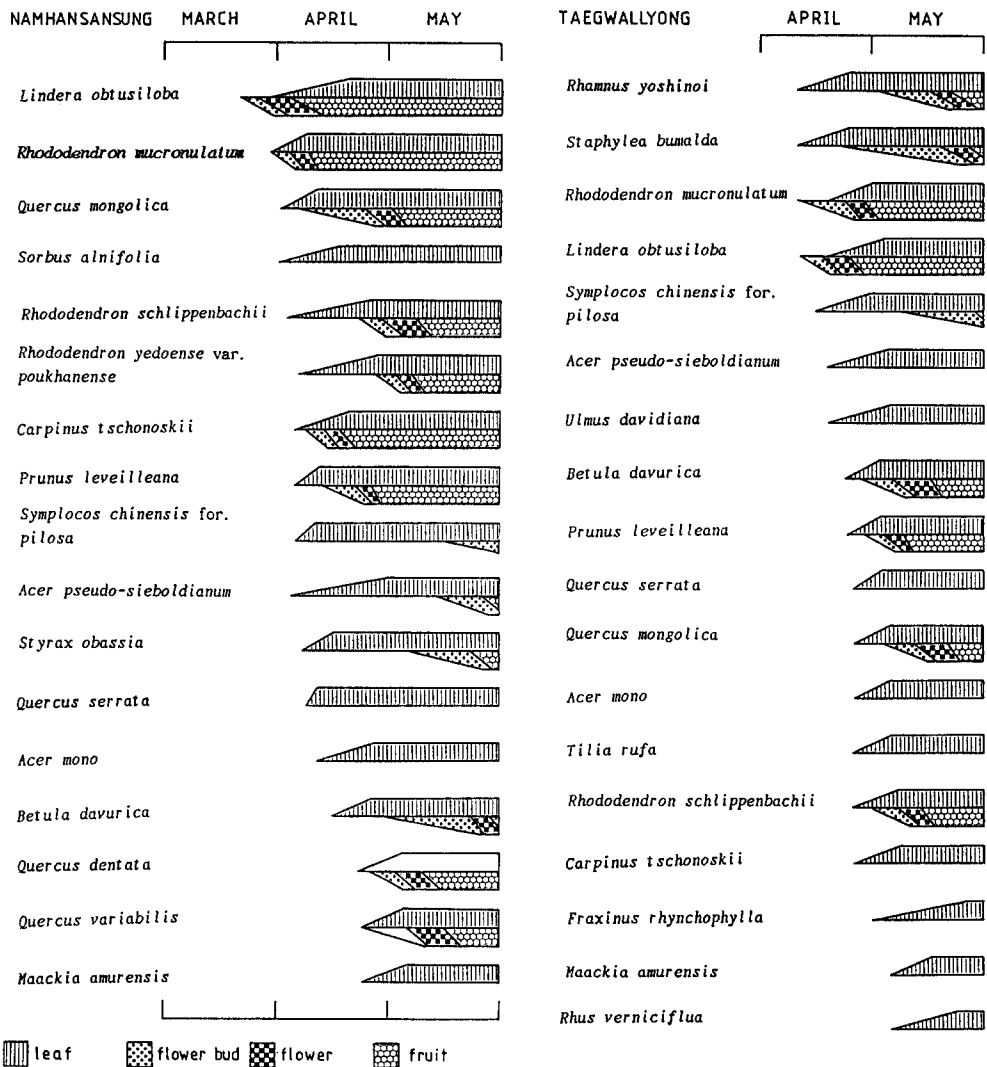 NAMHANSANSUNG MARCH APRIL MAY
Lindera obtusiloba
Rhododendron mucronulatum
Quercus mongolica
Sorbus alnifolia
Rhododendron schlippenbachii
Rhododendron yedoense var.
poukhanense
Carpinus tschonoskii
Prunus leveilleana
Symplocos chinensis for.
pilosa
Acer pseudo-sieboldianum
Styrax obassia
Quercus serrata
Acer mono
Betula davurica
Quercus dentata
Quercus variabilis
Maackia amurensis
leaf flower bud flower fruit
TAEGWALLYONG APRIL MAY
Rhamnus yoshinoi
Staphylea bumalda
Rhododendron mucronulatum
Lindera obtusiloba
Symplocos chinensis for.
pilosa
Acer pseudo-sieboldianum
Ulmus davidiana
Betula davurica
Prunus leveilleana
Quercus serrata
Quercus mongolica
Acer mono
Tilia rufa
Rhododendron schlippenbachii
Carpinus tschonoskii
Fraxinus rhynchophylla
Maackia amurensis
Rhus verniciflua